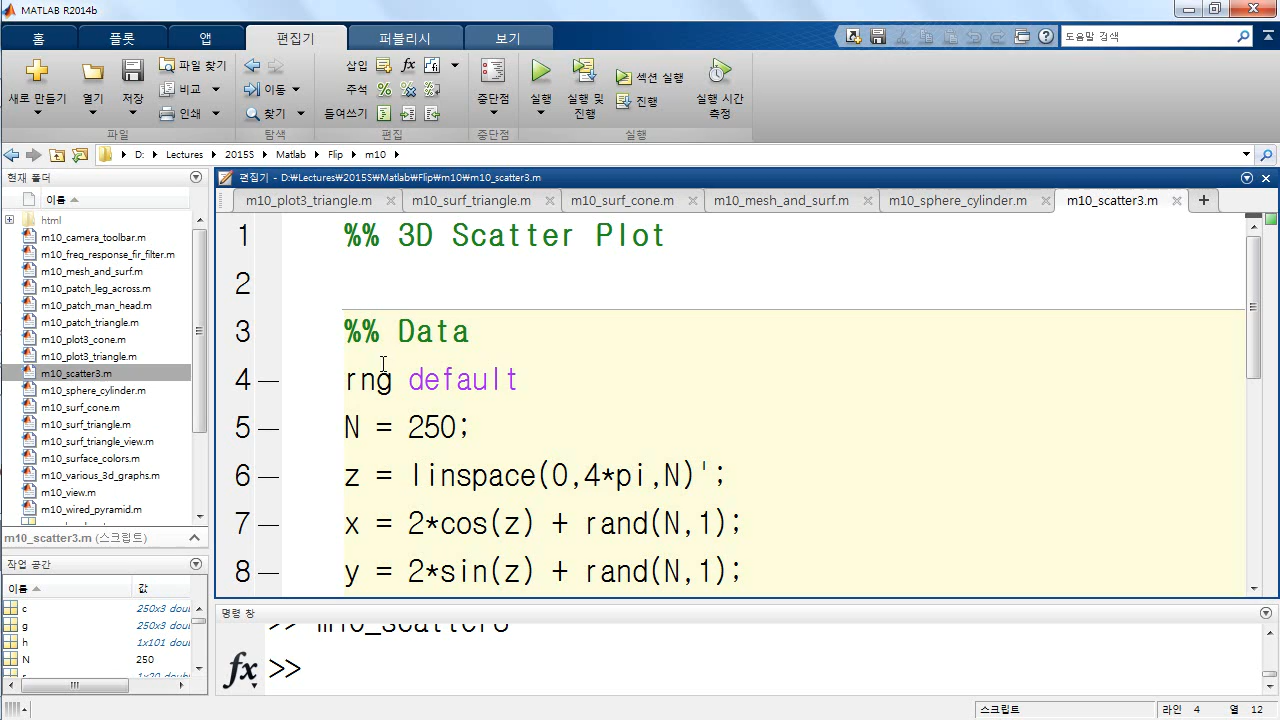 MATLAB R2014b
홈 플롯 앱 편집기 퍼블리시 보기 도움말 검색
새로 만들기 열기 저장 파일 찾기 비교 인쇄 이동 찾기 삽입 fx 주석 들여쓰기 중단점 실행 실행 및 진행 섹션 실행 진행 실행 시간 측정
파일 탐색 편집 중단점 실행
D: Lectures 2015S Matlab Flip m10
현재 폴더
편집기 - D:₩Lectures₩2015S₩Matlab₩Flip₩m10₩m10_scatter3.m
이름
m10_plot3_triangle.m m10_surf_triangle.m m10_surf_cone.m m10_mesh_and_surf.m m10_sphere_cylinder.m m10_scatter3.m
html
m10_camera_toolbar.m
m10_freq_response_fir_filter.m
m10_mesh_and_surf.m
m10_patch_leg_across.m
m10_patch_man_head.m
m10_patch_triangle.m
m10_plot3_cone.m
m10_plot3_triangle.m
m10_scatter3.m
m10_sphere_cylinder.m
m10_surf_cone.m
m10_surf_triangle.m
m10_surf_triangle_view.m
m10_surface_colors.m
m10_various_3d_graphs.m
m10_view.m
m10_wired_pyramid.m
m10_scatter3.m (스크립트)
작업 공간
이름 값
c 250x3 dou
g 250x3 dou
h 1x101 dou
N 250
1 %% 3D Scatter Plot
2
3 %% Data
4 rng default
5 N = 250;
6 z = linspace(0,4*pi,N)';
7 x = 2*cos(z) + rand(N,1);
8 y = 2*sin(z) + rand(N,1);
명령 창
>> m10_scatter3
fx >>
스크립트 라인 4 열 12